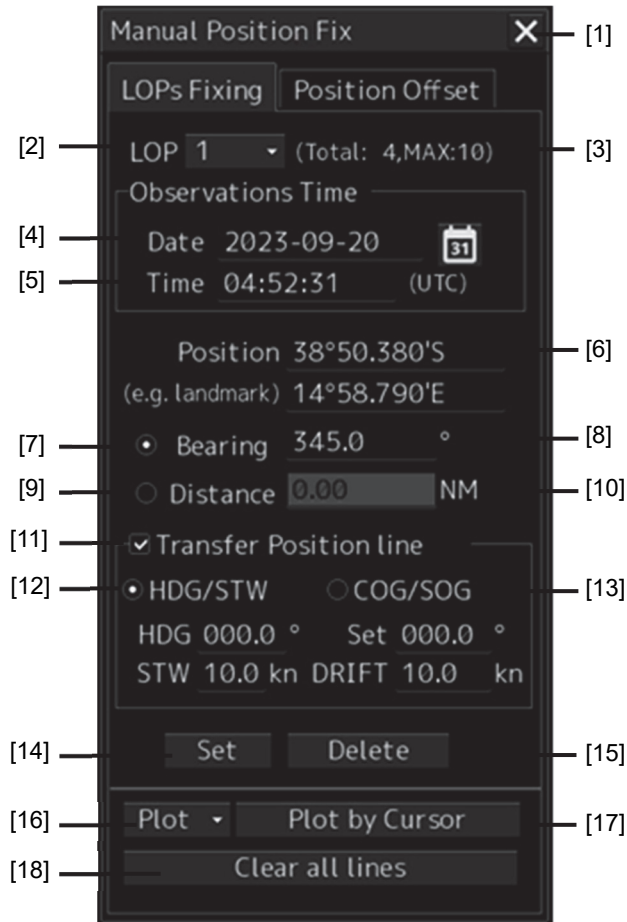 Manual Position Fix [1]
LOPs Fixing Position Offset
[2] LOP 1 (Total: 4,MAX:10) [3]
Observations Time
[4] Date 2023-09-20 31
[5] Time 04:52:31 (UTC)
Position 38°50.380'S [6]
(e.g. landmark) 14°58.790'E
[7] Bearing 345.0 ° [8]
[9] Distance 0.00 NM [10]
[11] Transfer Position line
[12] HDG/STW COG/SOG [13]
HDG 000.0 ° Set 000.0 °
STW 10.0 kn DRIFT 10.0 kn
[14] Set Delete [15]
[16] Plot Plot by Cursor [17]
[18] Clear all lines